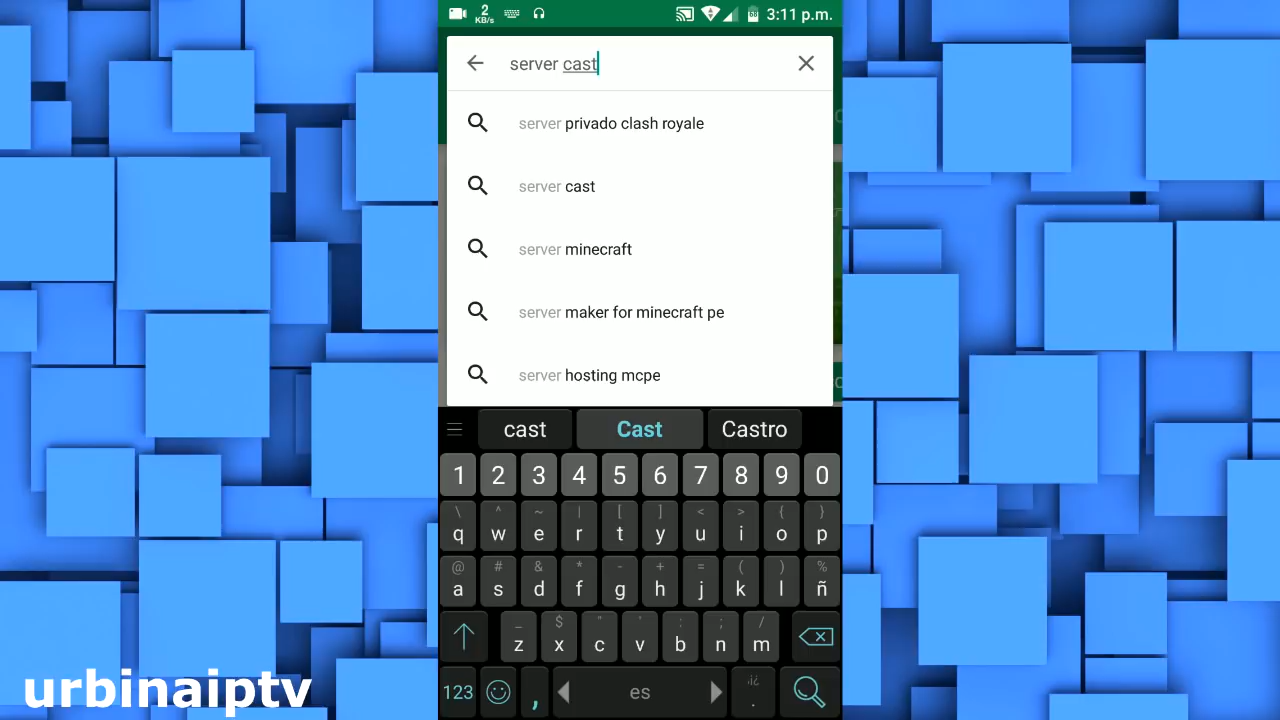 2
KB/s
3:11 p.m.
server cast
server privado clash royale
server cast
server minecraft
server maker for minecraft pe
server hosting mcpe
cast Cast Castro
1 2 3 4 5 6 7 8 9 0
\ ^ ~ | [ ] < > { }
q w e r t y u i o p
@ # & * - + = ( ) %
a s d f g h j k l ñ
_ $ " ' : ; /
z x c v b n m
123 , es .
¡¿
urbinaiptv